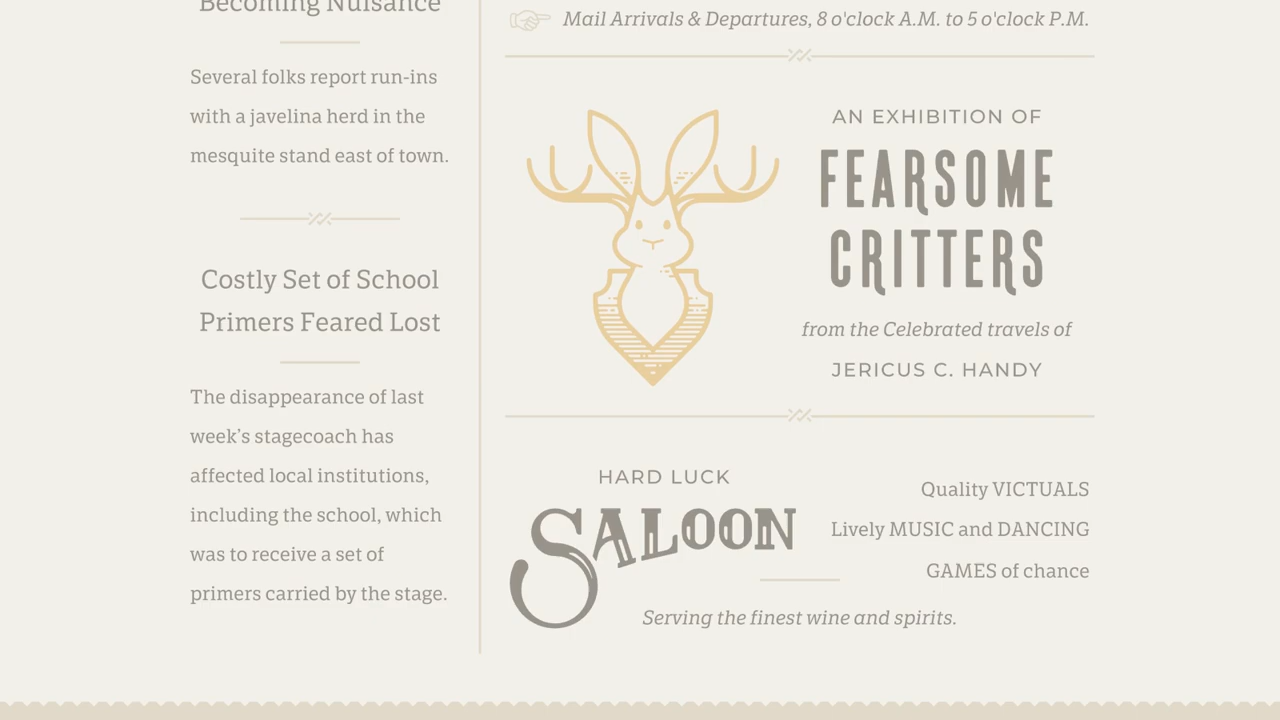 Becoming Nuisance
Several folks report run-ins
with a javelina herd in the
mesquite stand east of town.
Costly Set of School
Primers Feared Lost
The disappearance of last
week’s stagecoach has
affected local institutions,
including the school, which
was to receive a set of
primers carried by the stage.
Mail Arrivals & Departures, 8 o'clock A.M. to 5 o'clock P.M.
AN EXHIBITION OF
FEARSOME
CRITTERS
from the Celebrated travels of
JERICUS C. HANDY
HARD LUCK
SALOON
Quality VICTUALS
Lively MUSIC and DANCING
GAMES of chance
Serving the finest wine and spirits.